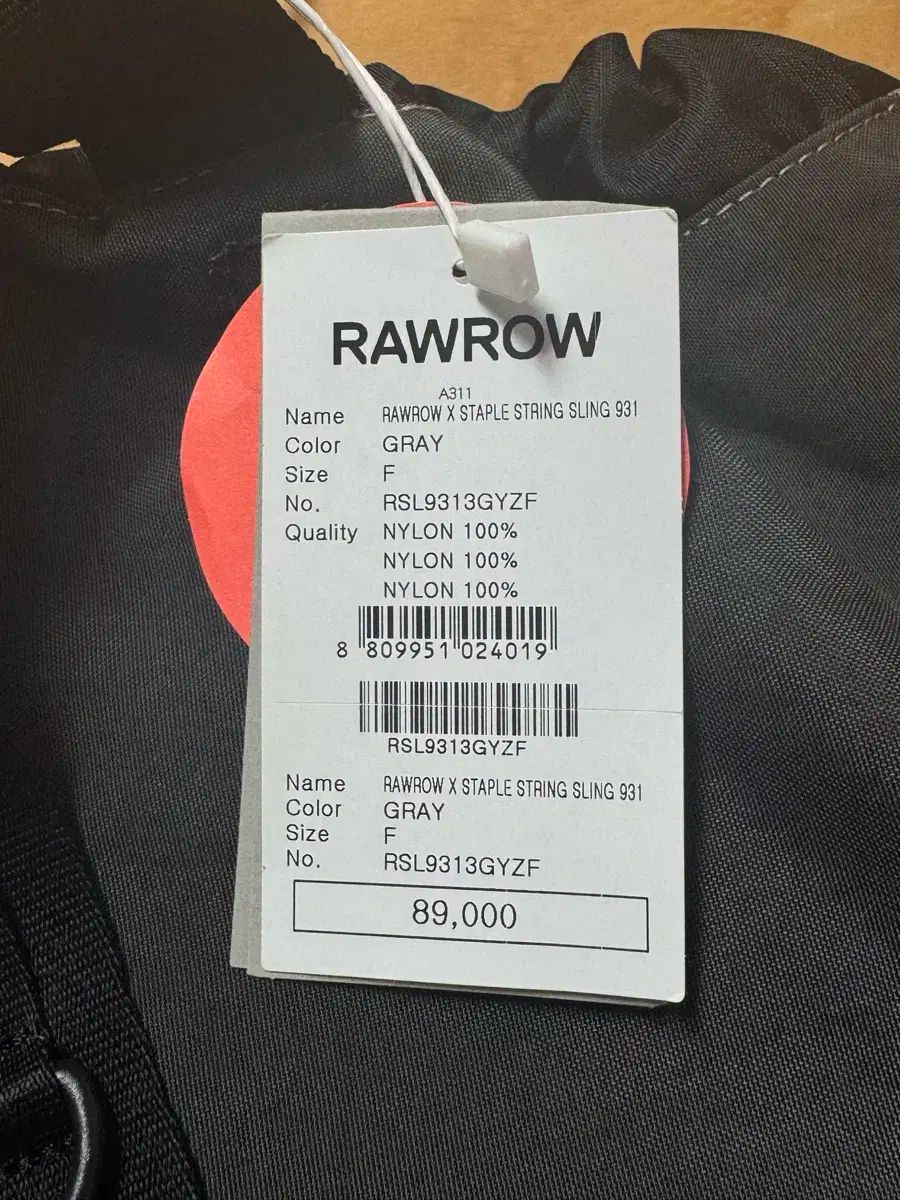 RAWROW
A311
Name RAWROW X STAPLE STRING SLING 931
Color GRAY
Size F
No. RSL9313GYZF
Quality NYLON 100%
NYLON 100%
NYLON 100%
8 809951 024019
RSL9313GYZF
Name RAWROW X STAPLE STRING SLING 931
Color GRAY
Size F
No. RSL9313GYZF
89,000